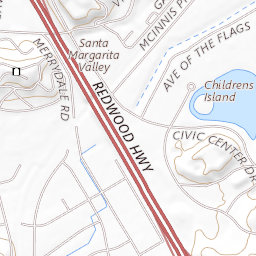 MCINNIS P
AVE OF THE FLAGS
Santa
Margarita
Valley
MERRYDALE RD
REDWOOD HWY
Childrens
Island
CIVIC CENTER DR